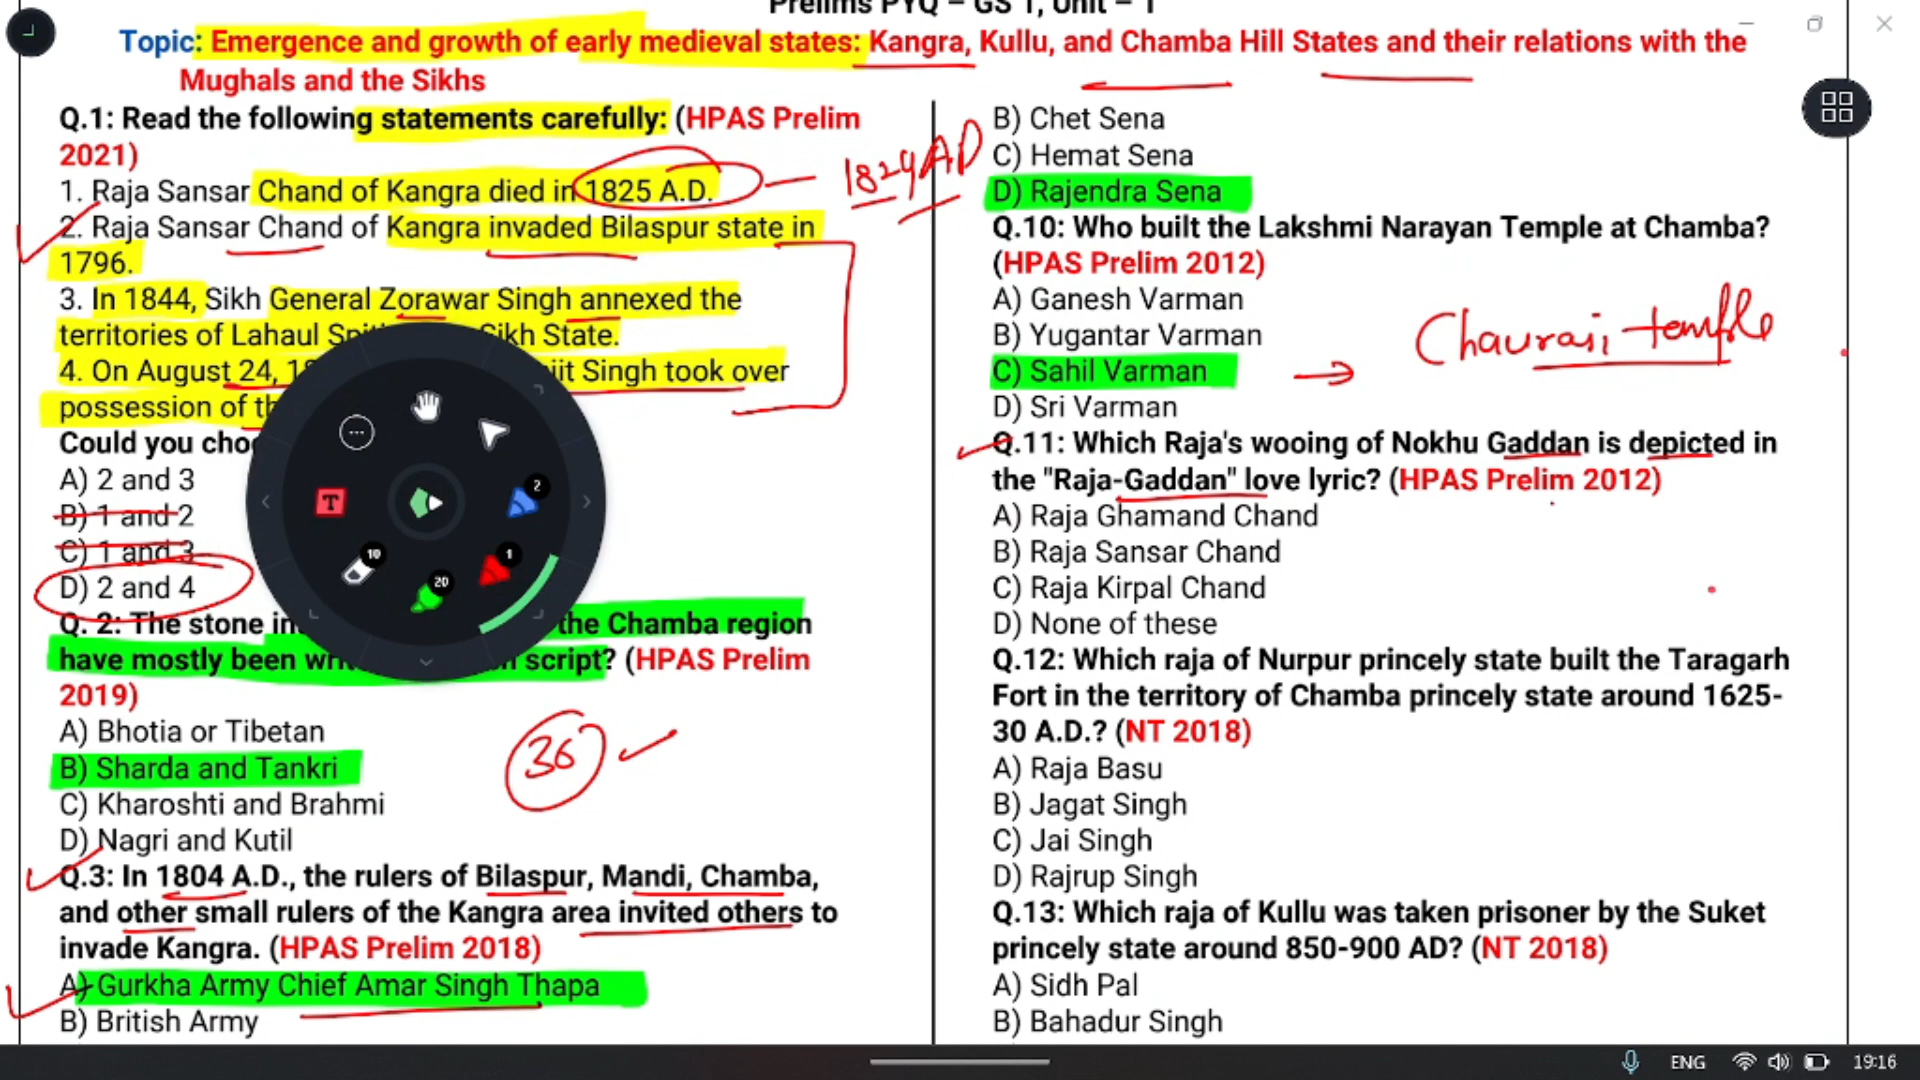 Prelims PYQ – GS 1, Unit – 1
Topic: Emergence and growth of early medieval states: Kangra, Kullu, and Chamba Hill States and their relations with the
Mughals and the Sikhs
Q.1: Read the following statements carefully: (HPAS Prelim
2021)
1. Raja Sansar Chand of Kangra died in 1825 A.D.
1824 AD
2. Raja Sansar Chand of Kangra invaded Bilaspur state in
1796.
3. In 1844, Sikh General Zorawar Singh annexed the
territories of Lahaul
State.
4. On August 24,
Singh took over
possession of
Could you
A) 2 and 3
B) 1 and 2
C) 1 and 3
D) 2 and 4
Q. 2: The stone
the Chamba region
have mostly been
script? (HPAS Prelim
2019)
A) Bhotia or Tibetan
B) Sharda and Tankri
36
C) Kharoshti and Brahmi
D) Nagri and Kutil
Q.3: In 1804 A.D., the rulers of Bilaspur, Mandi, Chamba,
and other small rulers of the Kangra area invited others to
invade Kangra. (HPAS Prelim 2018)
A) Gurkha Army Chief Amar Singh Thapa
B) British Army
B) Chet Sena
C) Hemat Sena
D) Rajendra Sena
Q.10: Who built the Lakshmi Narayan Temple at Chamba?
(HPAS Prelim 2012)
A) Ganesh Varman
B) Yugantar Varman
C) Sahil Varman
Chaurasi temple
D) Sri Varman
Q.11: Which Raja's wooing of Nokhu Gaddan is depicted in
the "Raja-Gaddan" love lyric? (HPAS Prelim 2012)
A) Raja Ghamand Chand
B) Raja Sansar Chand
C) Raja Kirpal Chand
D) None of these
Q.12: Which raja of Nurpur princely state built the Taragarh
Fort in the territory of Chamba princely state around 1625-
30 A.D.? (NT 2018)
A) Raja Basu
B) Jagat Singh
C) Jai Singh
D) Rajrup Singh
Q.13: Which raja of Kullu was taken prisoner by the Suket
princely state around 850-900 AD? (NT 2018)
A) Sidh Pal
B) Bahadur Singh
T
2
10
1
20
ENG
19:16